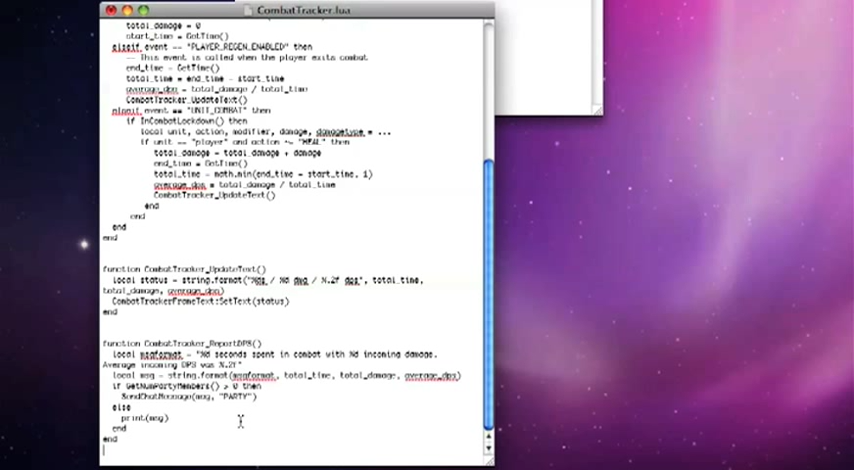 CombatTracker.lua
total_damage = 0
start_time = GetTime()
elseif event == "PLAYER_REGEN_ENABLED" then
-- This event is called when the player exits combat
end_time = GetTime()
total_time = end_time - start_time
average_dps = total_damage / total_time
CombatTracker_UpdateText()
elseif event == "UNIT_COMBAT" then
if InCombatLockdown() then
local unit, action, modifier, damage, damagetype = ...
if unit == "player" and action ~= "HEAL" then
total_damage = total_damage + damage
end_time = GetTime()
total_time = math.min(end_time - start_time, 1)
average_dps = total_damage / total_time
CombatTracker_UpdateText()
end
end
end
end
function CombatTracker_UpdateText()
local status = string.format("%ds / %d dmg / %.2f dps", total_time,
total_damage, average_dps)
CombatTrackerFrameText:SetText(status)
end
function CombatTracker_ReportDPS()
local msgformat = "%d seconds spent in combat with %d incoming damage.
Average incoming DPS was %.2f"
local msg = string.format(msgformat, total_time, total_damage, average_dps)
if GetNumPartyMembers() > 0 then
SendChatMessage(msg, "PARTY")
else
print(msg)
end
end